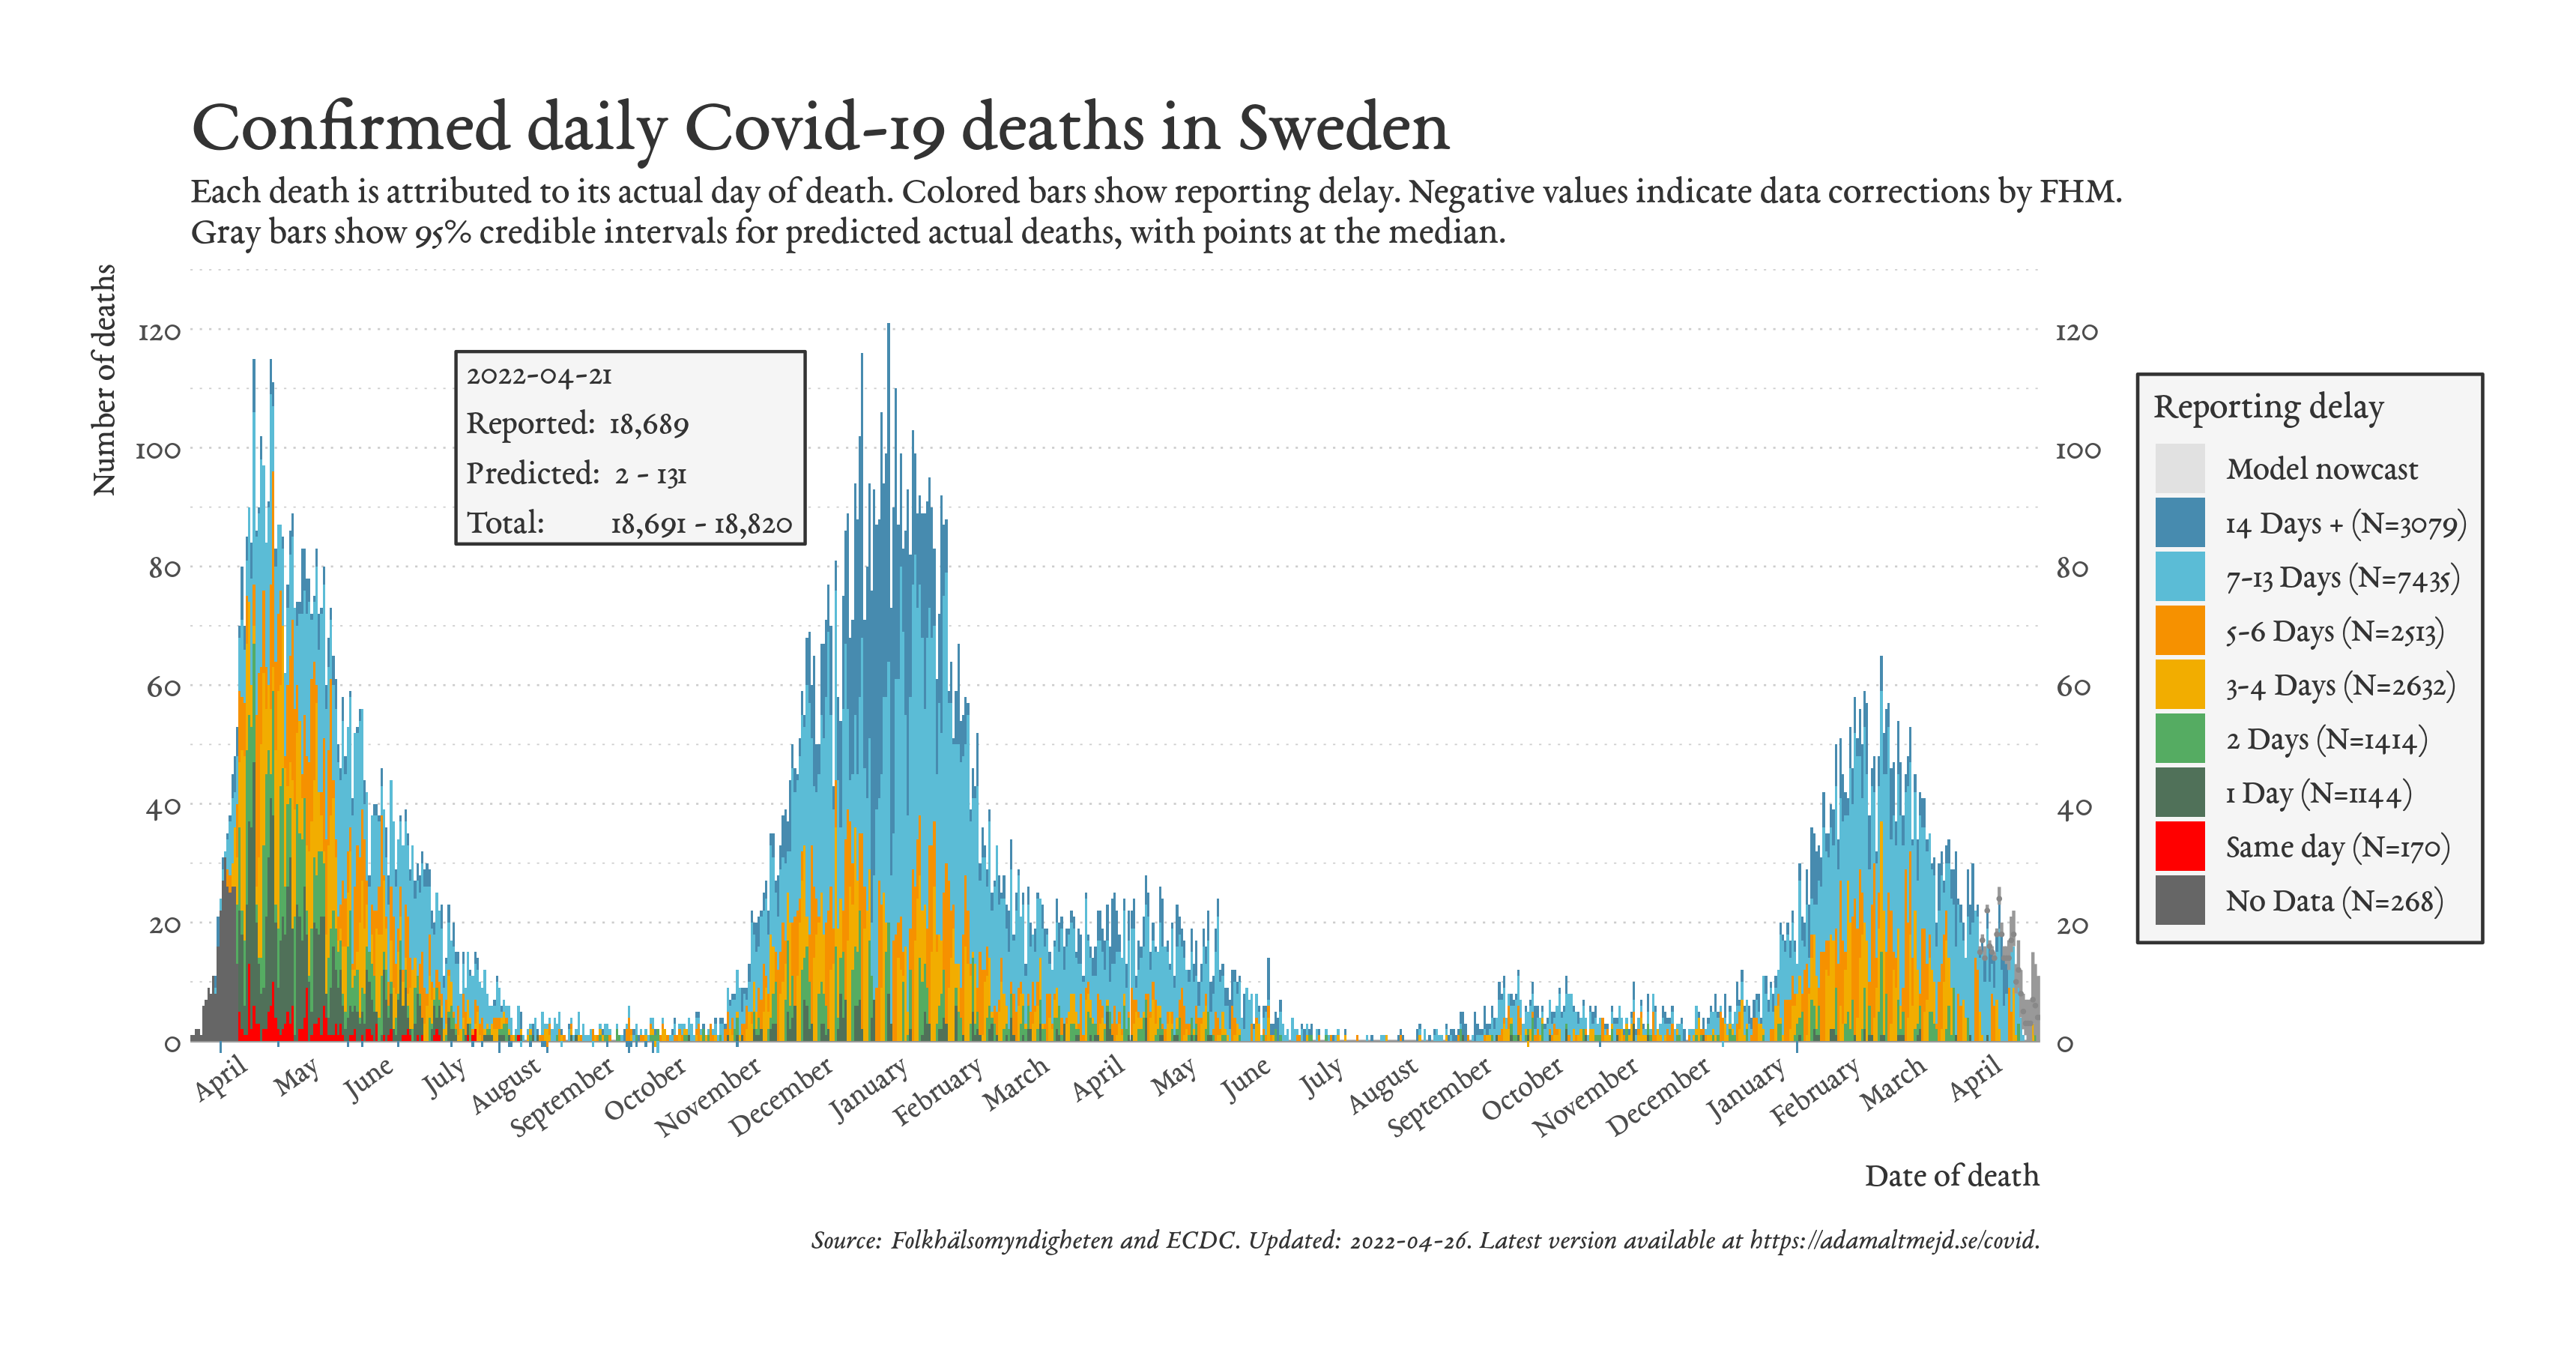 Confirmed daily Covid-19 deaths in Sweden
Each death is attributed to its actual day of death. Colored bars show reporting delay. Negative values indicate data corrections by FHM.
Gray bars show 95% credible intervals for predicted actual deaths, with points at the median.
Number of deaths
120
100
80
60
40
20
0
2022-04-21
Reported: 18,689
Predicted: 2 - 131
Total: 18,691 - 18,820
120
100
80
60
40
20
0
Reporting delay
Model nowcast
14 Days + (N=3079)
7-13 Days (N=7435)
5-6 Days (N=2513)
3-4 Days (N=2632)
2 Days (N=1414)
1 Day (N=1144)
Same day (N=170)
No Data (N=268)
April
May
June
July
August
September
October
November
December
January
February
March
April
May
June
July
August
September
October
November
December
January
February
March
April
Date of death
Source: Folkhälsomyndigheten and ECDC. Updated: 2022-04-26. Latest version available at https://adamaltmejd.se/covid.